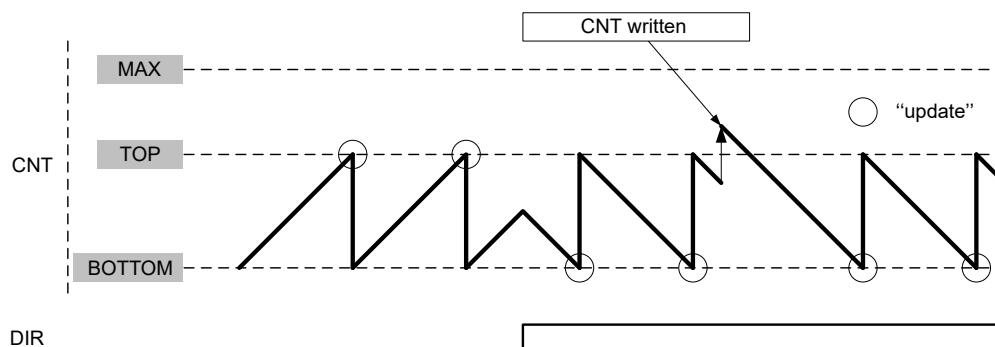 CNT written
MAX
“update”
TOP
CNT
BOTTOM
DIR